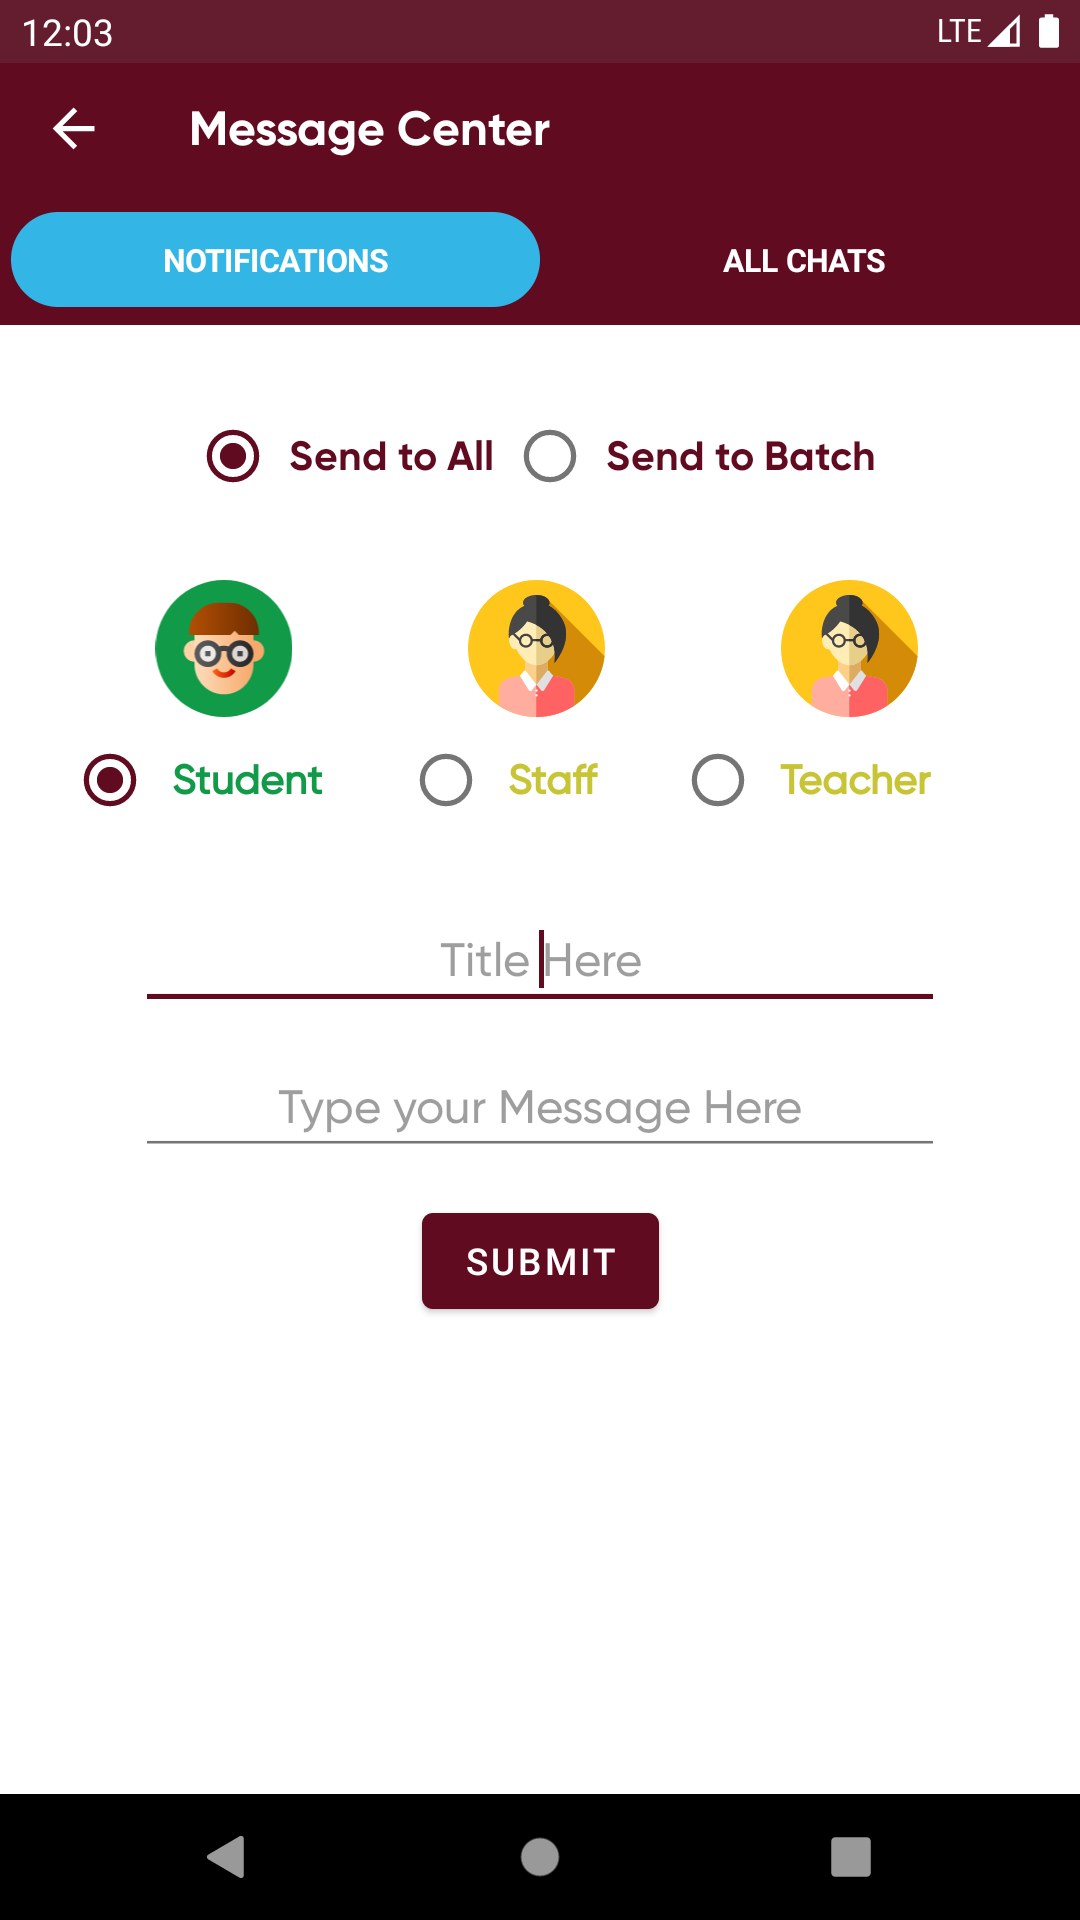 12:03 LTE
Message Center
NOTIFICATIONS ALL CHATS
Send to All Send to Batch
Student Staff Teacher
Title Here
Type your Message Here
SUBMIT